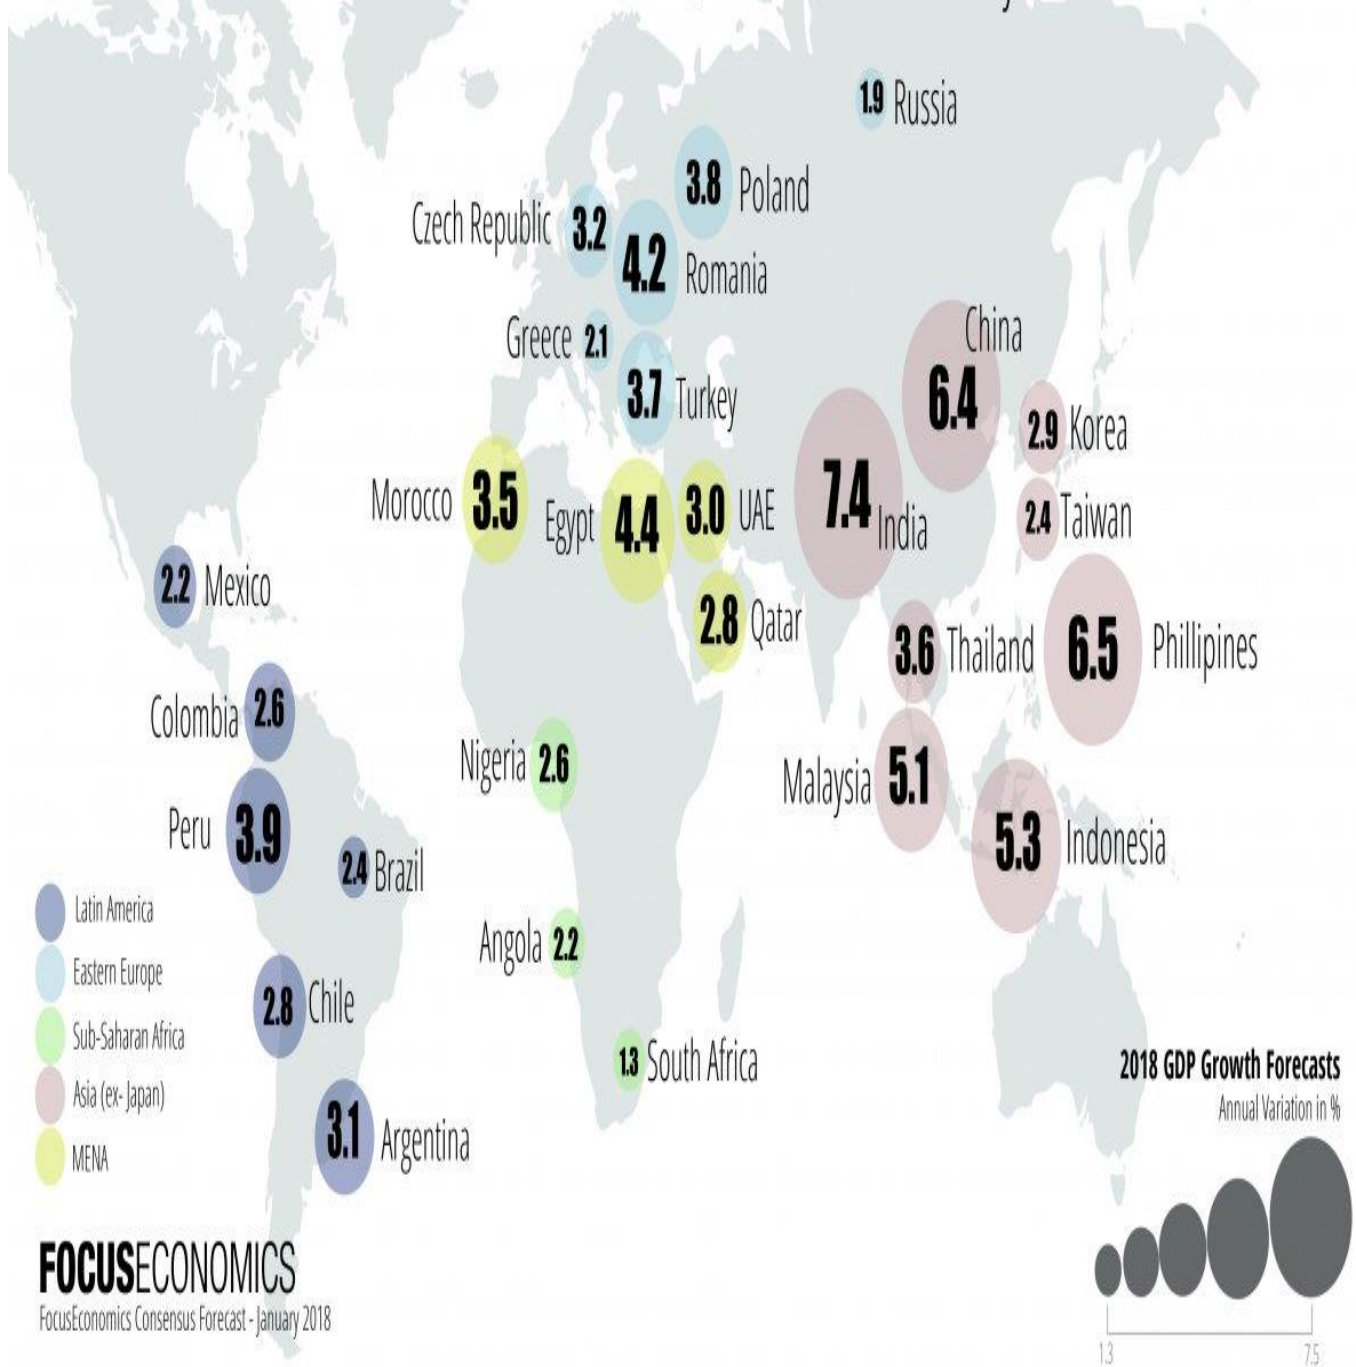 1.9 Russia
3.8 Poland
Czech Republic 3.2
4.2 Romania
Greece 2.1
3.7 Turkey
China
6.4
2.9 Korea
Morocco 3.5
Egypt 4.4
3.0 UAE
7.4 India
2.4 Taiwan
2.2 Mexico
2.8 Qatar
3.6 Thailand
6.5 Phillipines
Colombia 2.6
Nigeria 2.6
Malaysia 5.1
Peru 3.9
2.4 Brazil
5.3 Indonesia
Angola 2.2
2.8 Chile
1.3 South Africa
3.1 Argentina
Latin America
Eastern Europe
Sub-Saharan Africa
Asia (ex- Japan)
MENA
2018 GDP Growth Forecasts
Annual Variation in %
1.3 7.5
FOCUSECONOMICS
FocusEconomics Consensus Forecast - January 2018